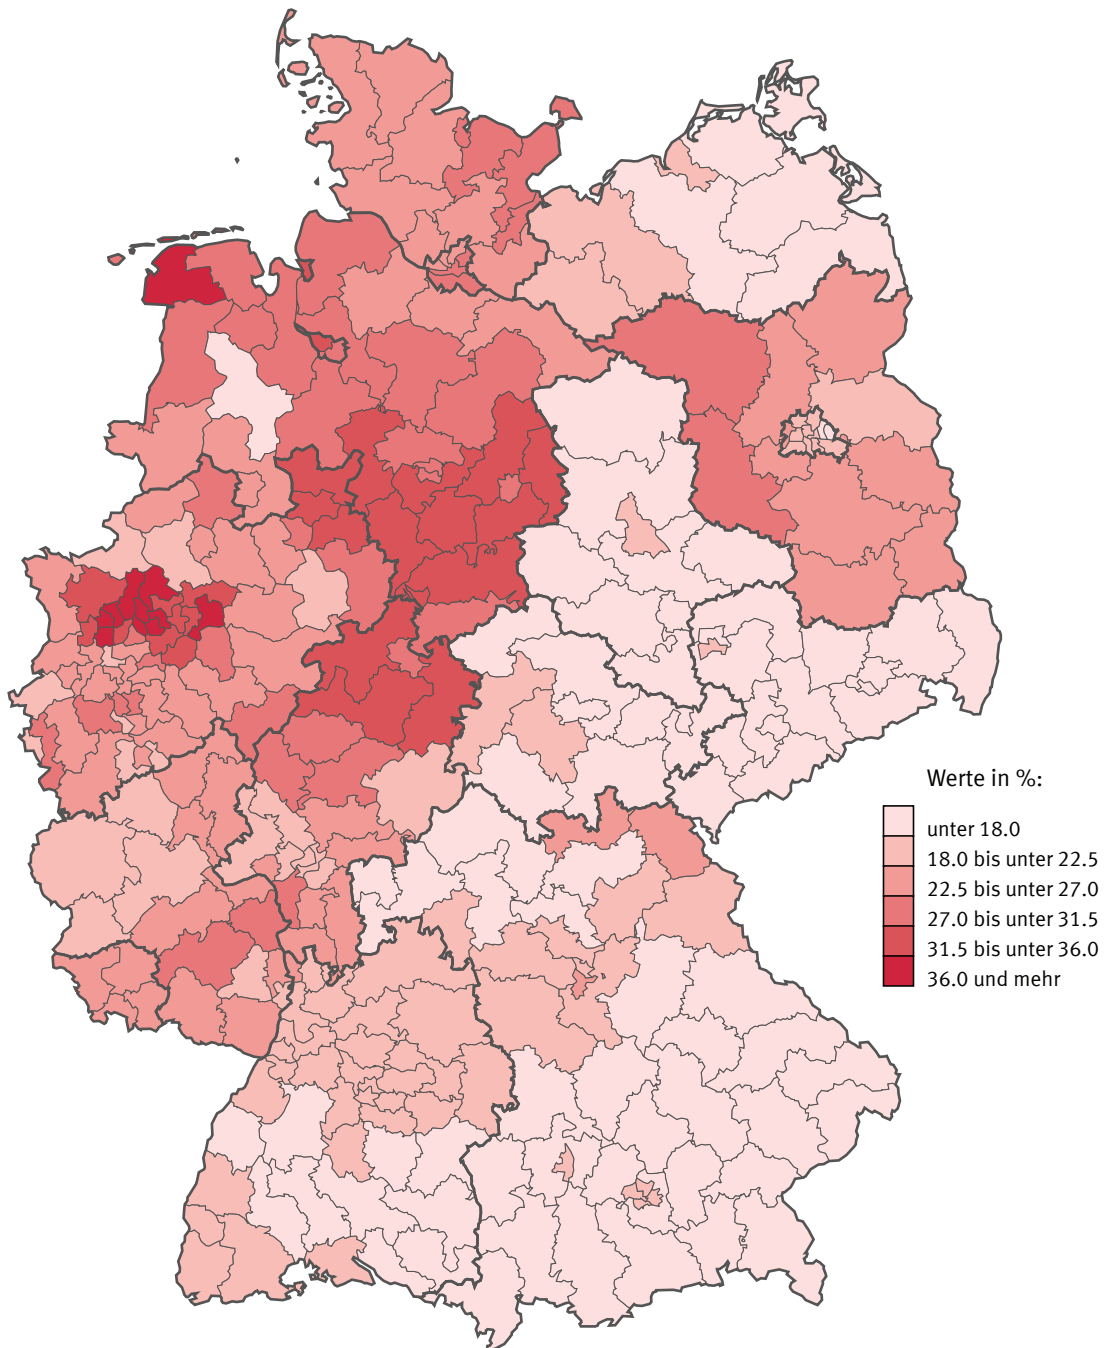 Werte in %:
unter 18.0
18.0 bis unter 22.5
22.5 bis unter 27.0
27.0 bis unter 31.5
31.5 bis unter 36.0
36.0 und mehr